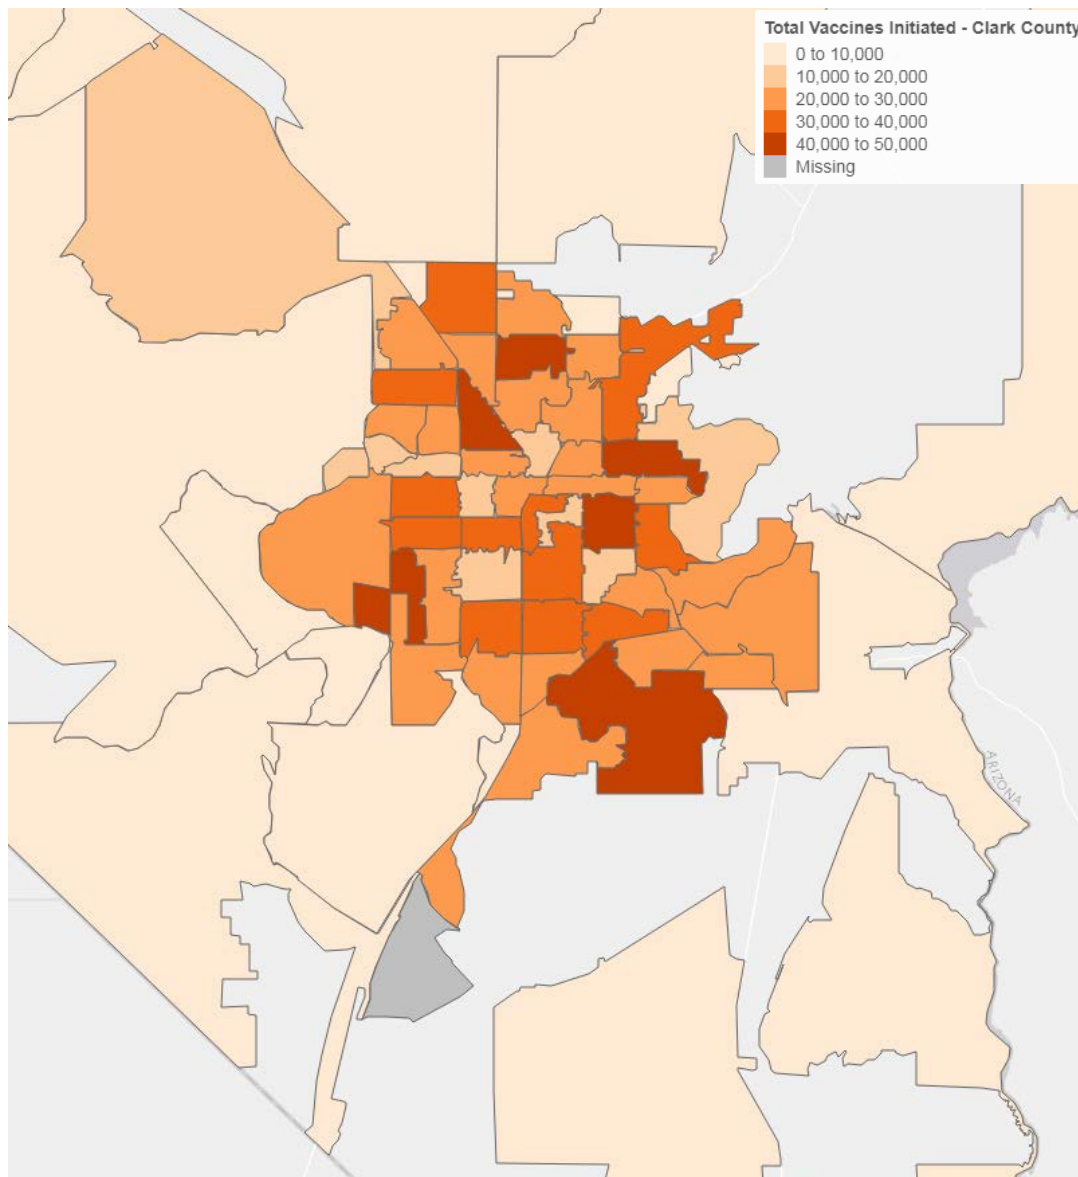 Total Vaccines Initiated - Clark County
0 to 10,000
10,000 to 20,000
20,000 to 30,000
30,000 to 40,000
40,000 to 50,000
Missing
ARIZONA